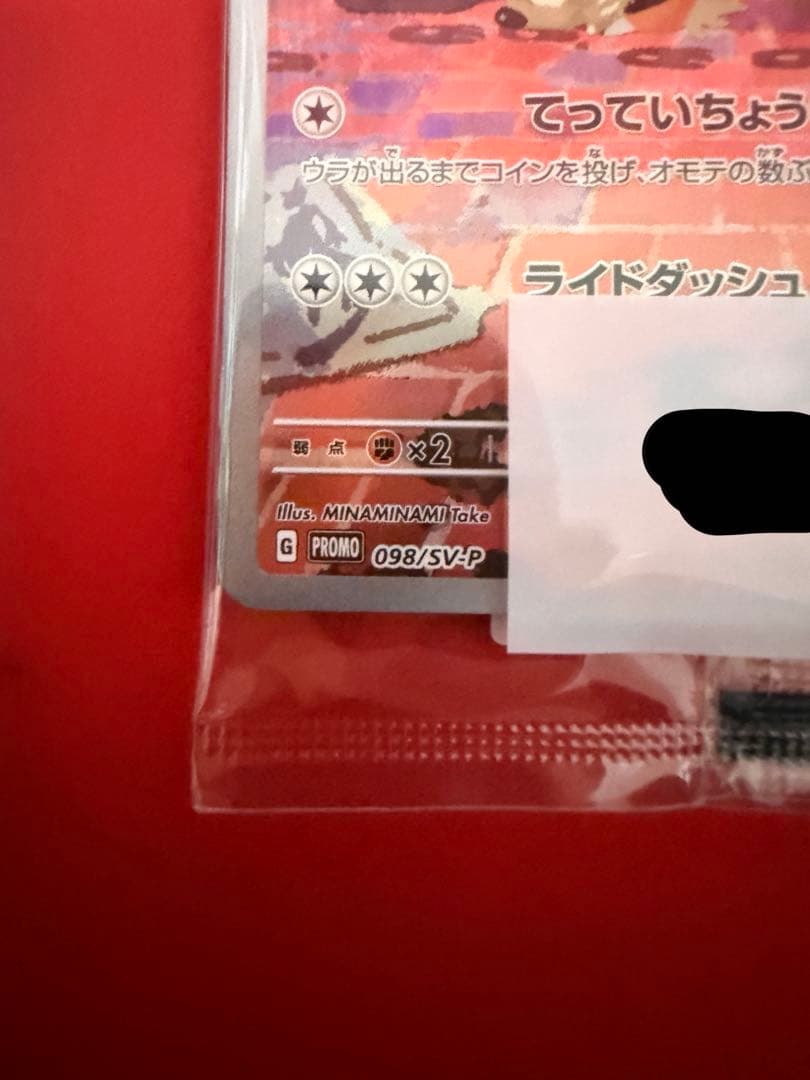 てっていちょう
ウラが出るまでコインを投げ、オモテの数ぶ
ライドダッシュ
弱点 ×2
Illus. MINAMINAMI Take
G PROMO 098/SV-P